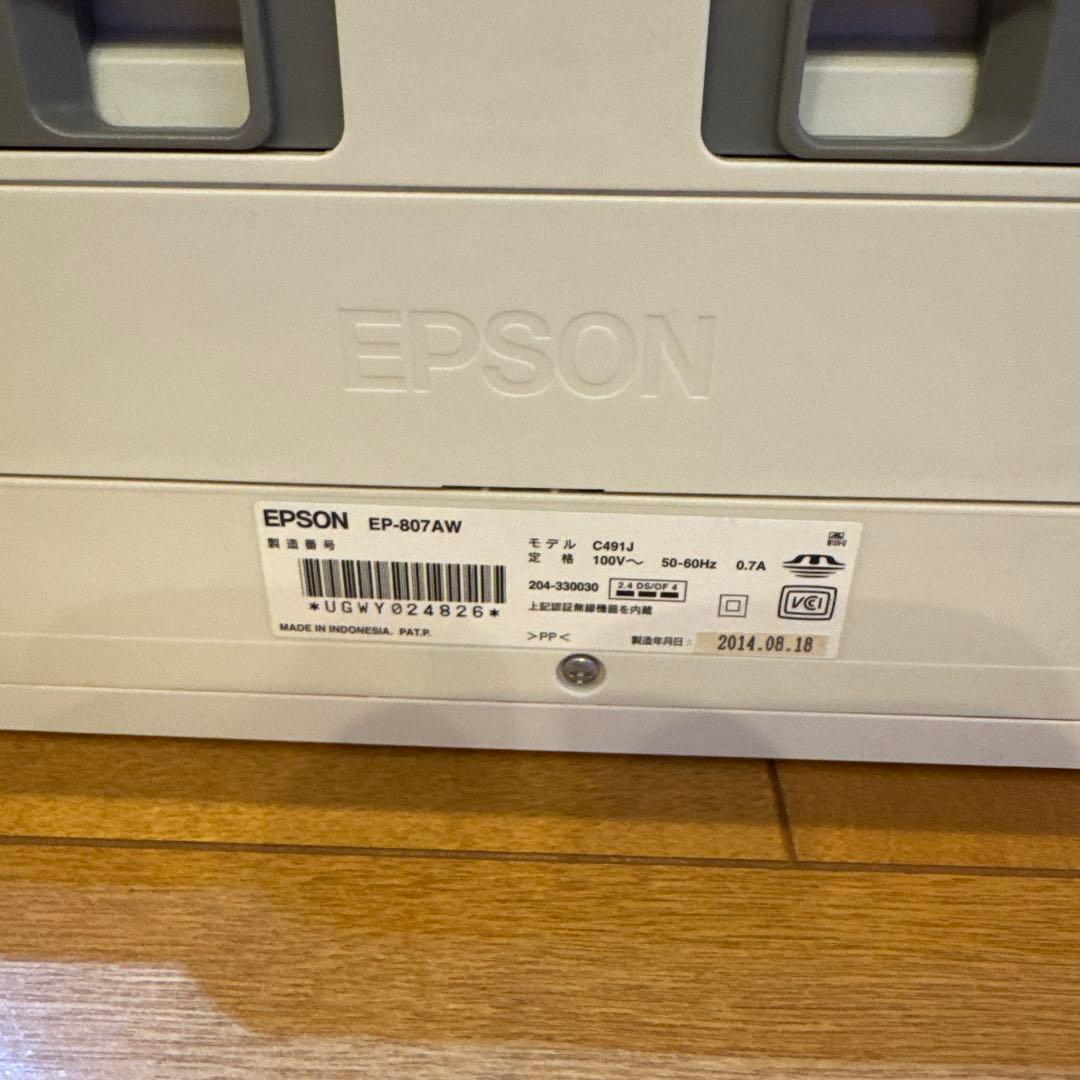 EPSON
EPSON EP-807AW
製造番号
*UGWY024826*
MADE IN INDONESIA. PAT.P.
モデル C491J
定格 100V～ 50-60Hz 0.7A
204-330030 2.4 DS/OF 4
上記認証無線機器を内蔵
>PP<
製造年月日: 2014.08.18
VCI